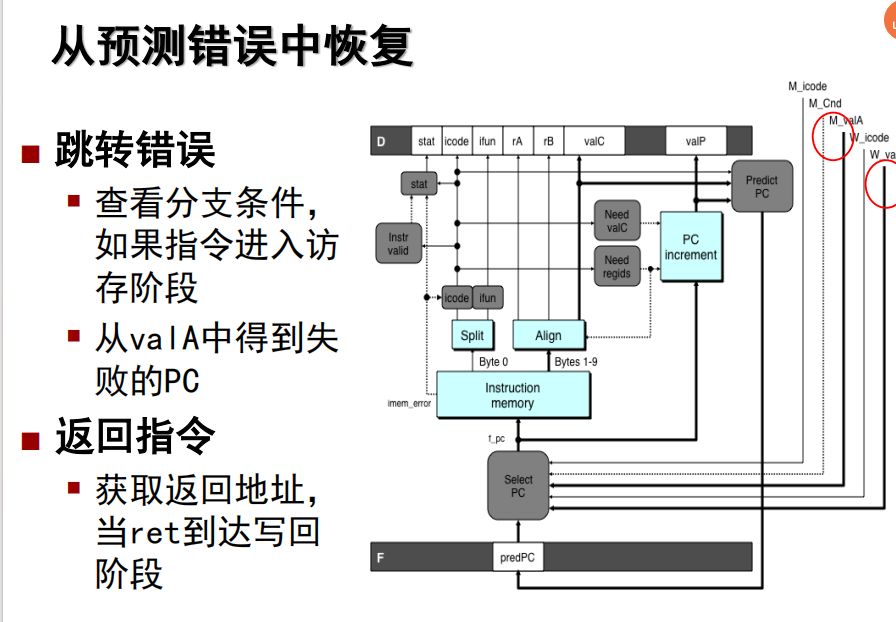 从预测错误中恢复
跳转错误
查看分支条件，
如果指令进入访
存阶段
从valA中得到失
败的PC
返回指令
获取返回地址，
当ret到达写回
阶段
M_icode
M_Cnd
M_valA
W_icode
W_va
D
stat
icode
ifun
rA
rB
valC
valP
stat
Predict
PC
Need
valC
Instr
valid
PC
increment
Need
regids
icode
ifun
Split
Align
Byte 0
Bytes 1-9
Instruction
memory
imem_error
f_pc
Select
PC
F
predPC